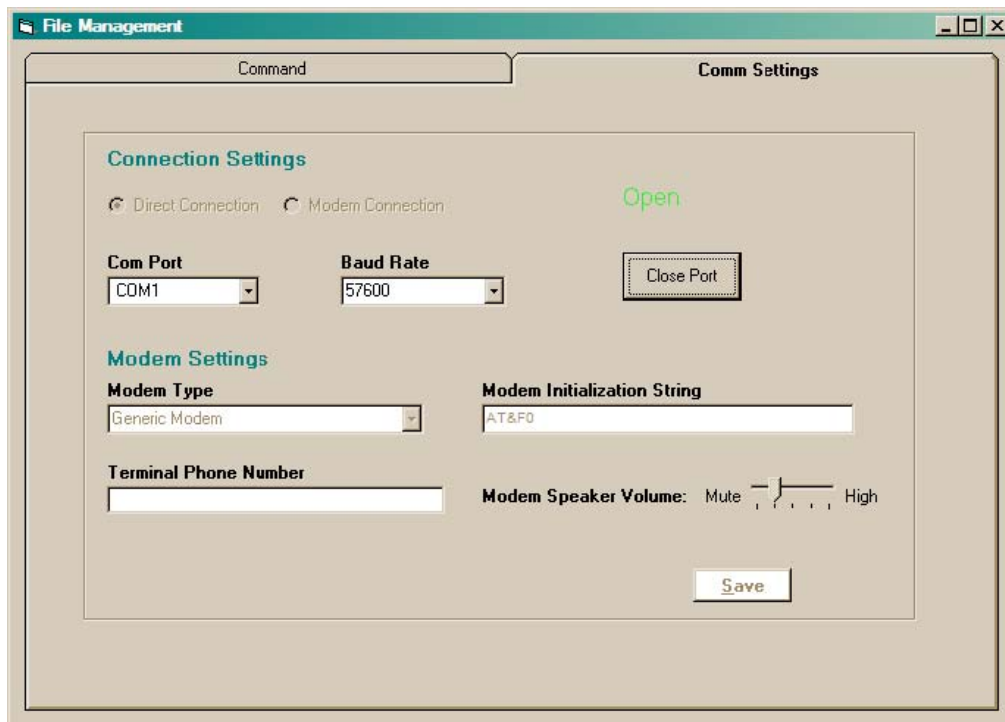 File Management
Command Comm Settings
Connection Settings
Direct Connection Modem Connection Open
Com Port Baud Rate
COM1 57600 Close Port
Modem Settings
Modem Type Modem Initialization String
Generic Modem AT&F0
Terminal Phone Number
Modem Speaker Volume: Mute High
Save